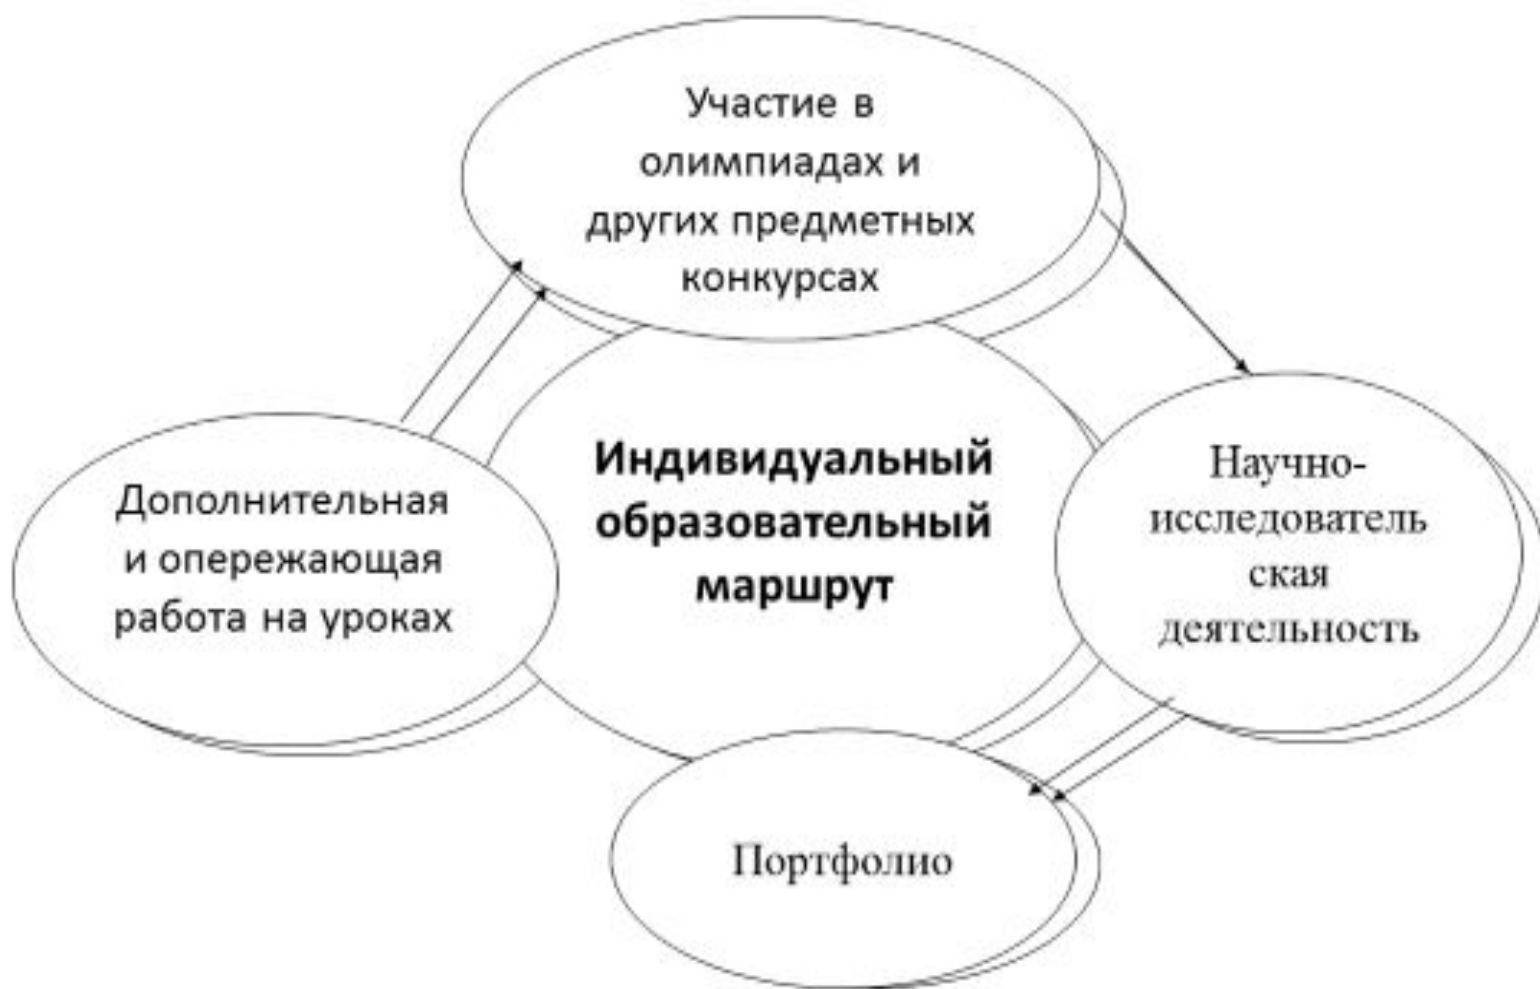 Участие в
олимпиадах и
других предметных
конкурсах
Дополнительная
и опережающая
работа на уроках
Индивидуальный
образовательный
маршрут
Научно-
исследователь
ская
деятельность
Портфолио